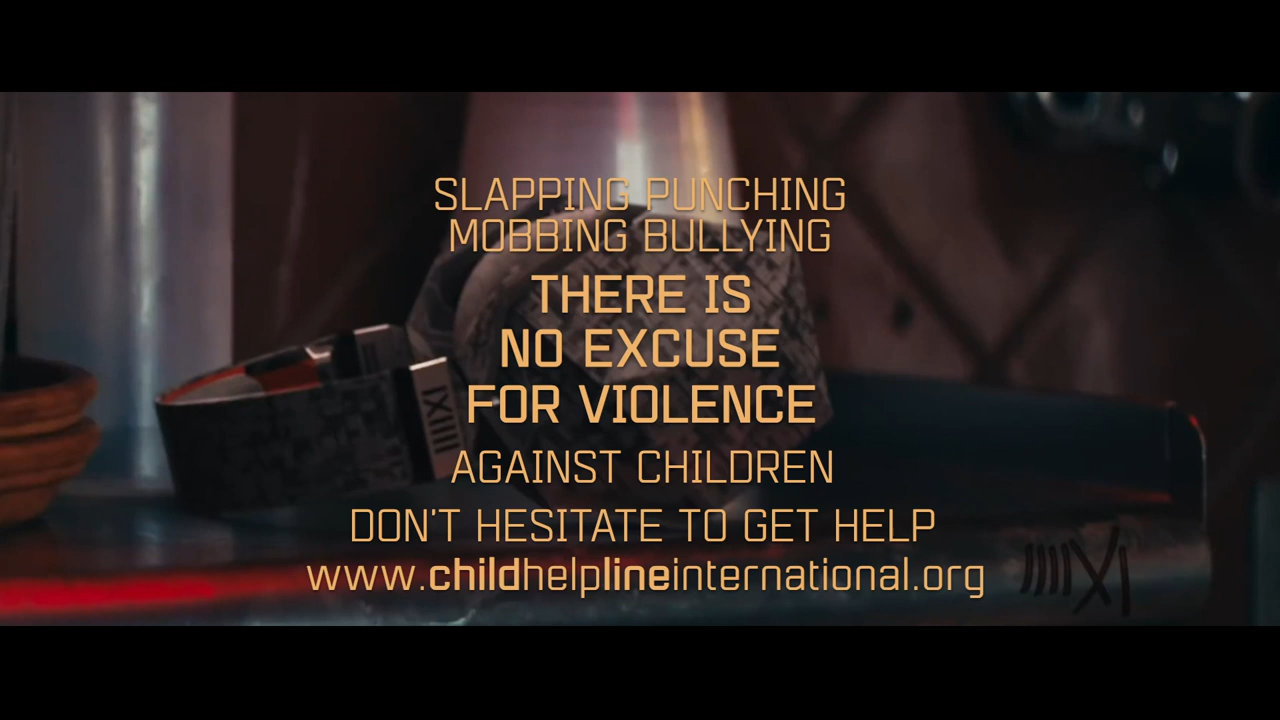 SLAPPING PUNCHING
MOBBING BULLYING
THERE IS
NO EXCUSE
FOR VIOLENCE
AGAINST CHILDREN
DON'T HESITATE TO GET HELP
www.childhelplineinternational.org